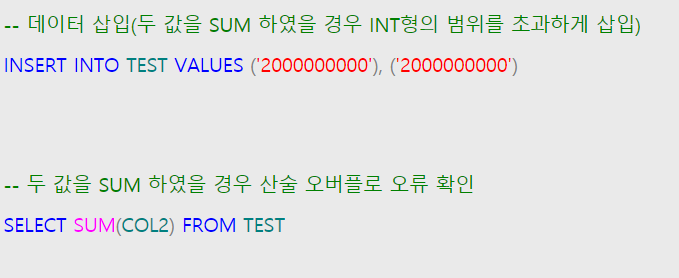 -- 데이터 삽입(두 값을 SUM 하였을 경우 INT형의 범위를 초과하게 삽입)
INSERT INTO TEST VALUES ('2000000000'), ('2000000000')
-- 두 값을 SUM 하였을 경우 산술 오버플로 오류 확인
SELECT SUM(COL2) FROM TEST